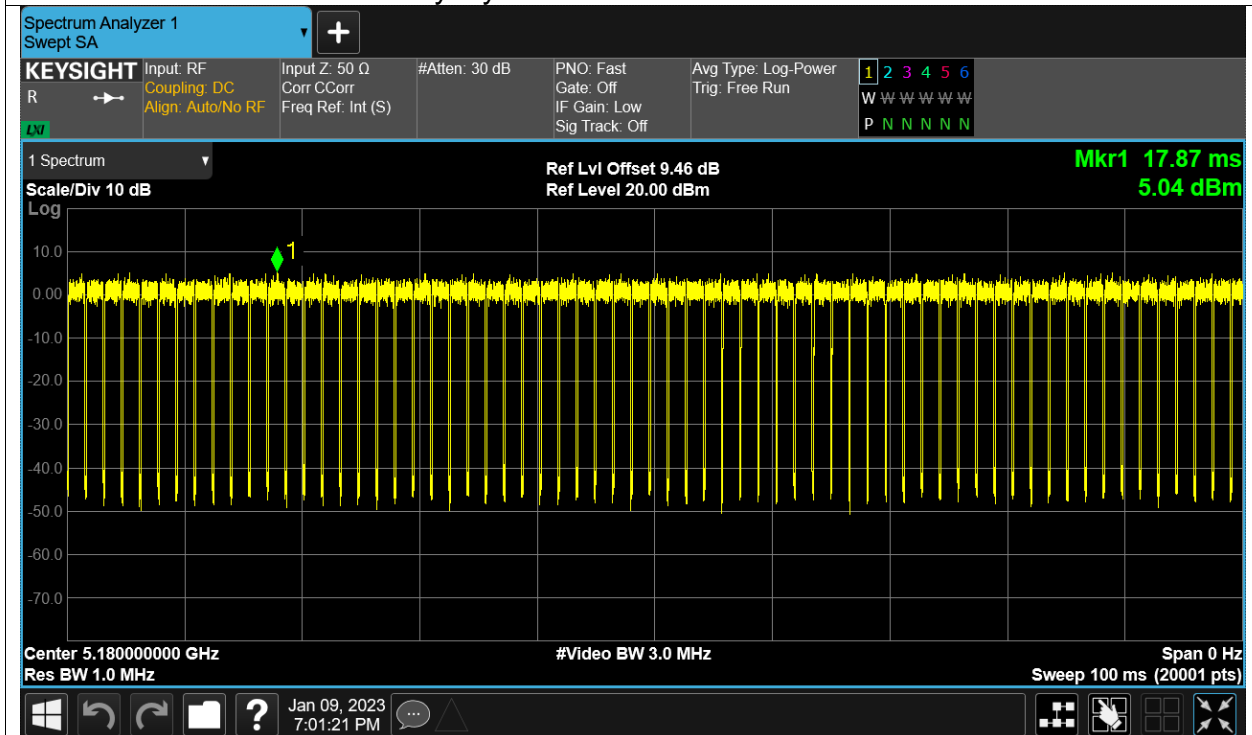 Spectrum Analyzer 1
Swept SA
+
KEYSIGHT
R
LXI
Input: RF
Coupling: DC
Align: Auto/No RF
Input Z: 50 Ω
Corr CCorr
Freq Ref: Int (S)
#Atten: 30 dB
PNO: Fast
Gate: Off
IF Gain: Low
Sig Track: Off
Avg Type: Log-Power
Trig: Free Run
1 2 3 4 5 6
W W W W W W
P N N N N N
1 Spectrum
Scale/Div 10 dB
Log
Ref Lvl Offset 9.46 dB
Ref Level 20.00 dBm
Mkr1 17.87 ms
5.04 dBm
1
10.0
0.00
-10.0
-20.0
-30.0
-40.0
-50.0
-60.0
-70.0
Center 5.180000000 GHz
#Video BW 3.0 MHz
Span 0 Hz
Res BW 1.0 MHz
Sweep 100 ms (20001 pts)
?
Jan 09, 2023
7:01:21 PM